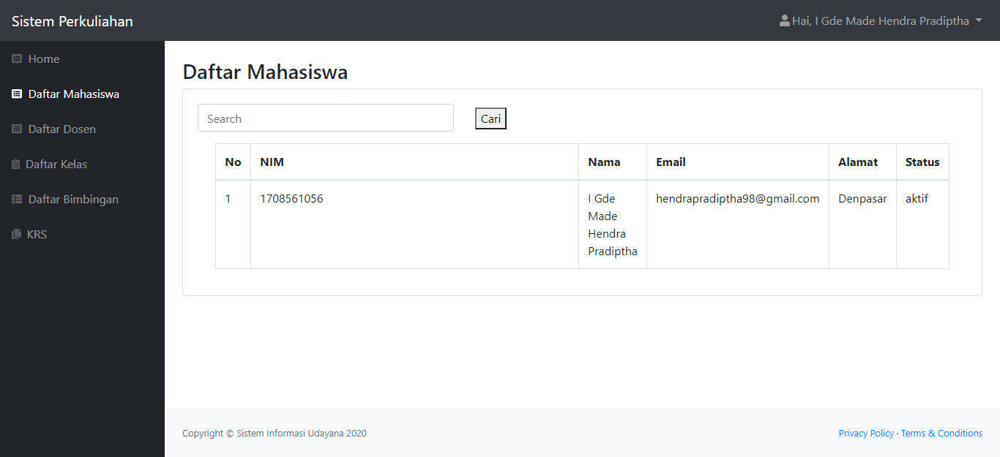 Sistem Perkuliahan
Hai, I Gde Made Hendra Pradiptha
Home
Daftar Mahasiswa
Daftar Dosen
Daftar Kelas
Daftar Bimbingan
KRS
Daftar Mahasiswa
Search
Cari
No NIM Nama Email Alamat Status
1 1708561056 I Gde hendrapradiptha98@gmail.com Denpasar aktif
Made
Hendra
Pradiptha
Copyright © Sistem Informasi Udayana 2020
Privacy Policy · Terms & Conditions